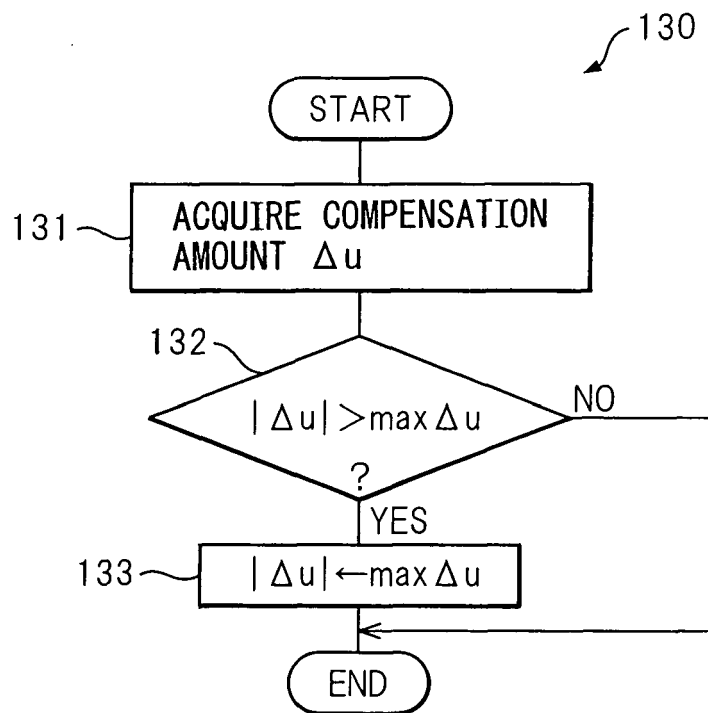 130
START
131
ACQUIRE COMPENSATION
AMOUNT Δu
132
|Δu|>maxΔu
?
NO
YES
133
|Δu|←maxΔu
END